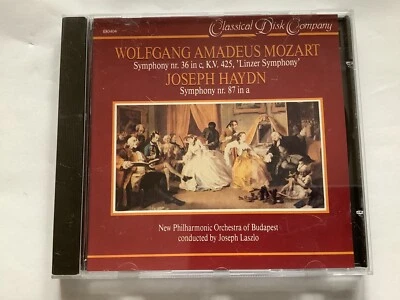 Classical Disk Company
WOLFGANG AMADEUS MOZART
Symphony nr. 36 in c, K.V. 425, "Linzer Symphony"
JOSEPH HAYDN
Symphony nr. 87 in a
New Philharmonic Orchestra of Budapest
conducted by Joseph Laszlo